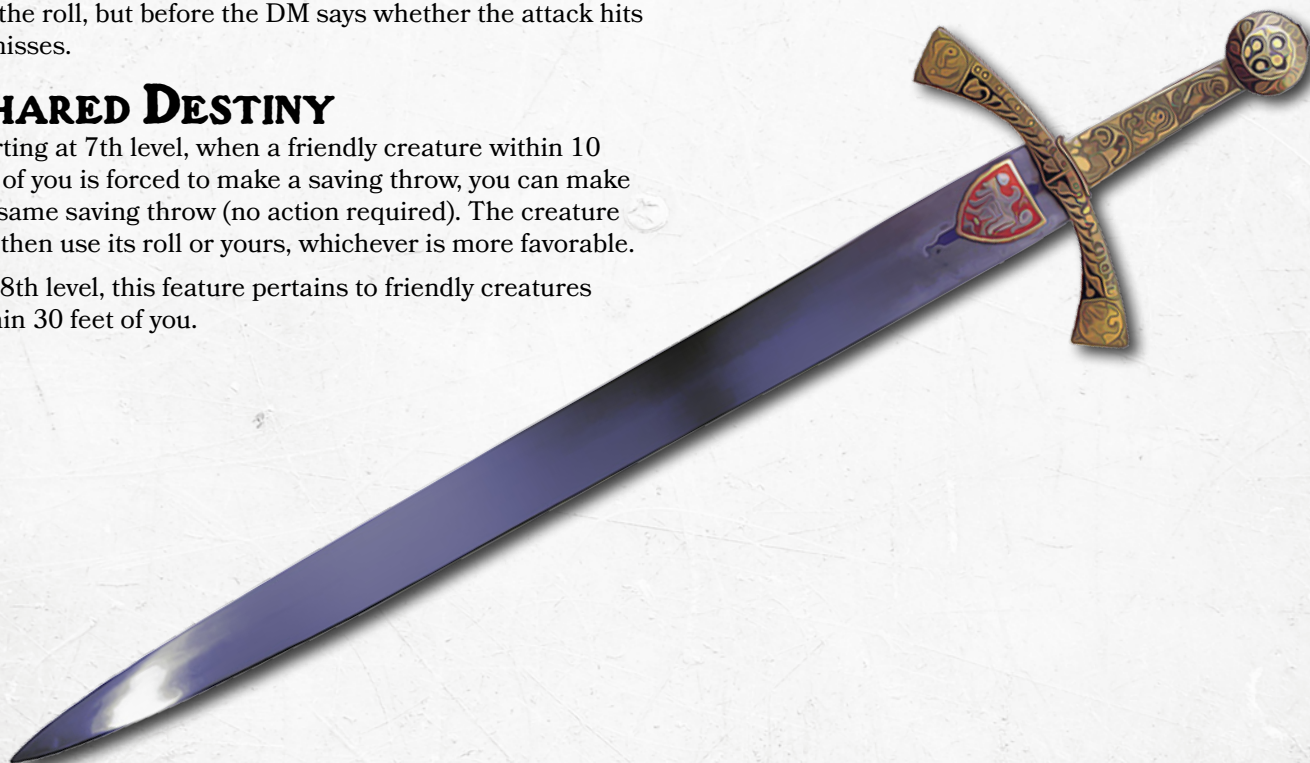 the roll, but before the DM says whether the attack hits
misses.
HARED DESTINY
rting at 7th level, when a friendly creature within 10
of you is forced to make a saving throw, you can make
same saving throw (no action required). The creature
then use its roll or yours, whichever is more favorable.
8th level, this feature pertains to friendly creatures
hin 30 feet of you.